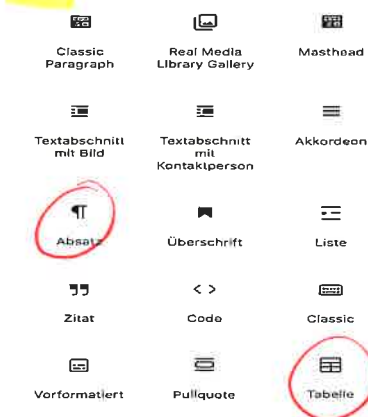 Classic
Paragraph
Real Media
Library Gallery
Masthead
Textabschnitt
mit Bild
Textabschnitt
mit
Kontaktperson
Akkordeon
Absatz
Überschrift
Liste
Zitat
Code
Classic
Vorformatiert
Pullquote
Tabelle